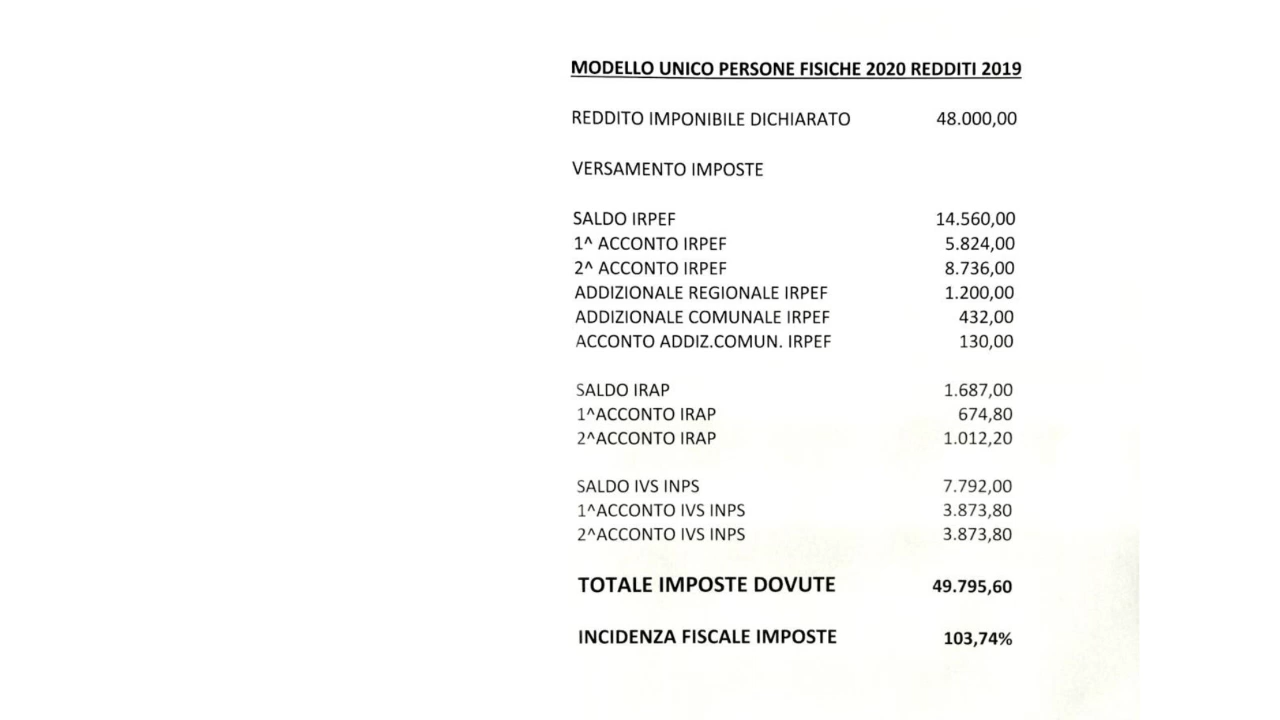 MODELLO UNICO PERSONE FISICHE 2020 REDDITI 2019
REDDITO IMPONIBILE DICHIARATO 48.000,00
VERSAMENTO IMPOSTE
SALDO IRPEF 14.560,00
1^ ACCONTO IRPEF 5.824,00
2^ ACCONTO IRPEF 8.736,00
ADDIZIONALE REGIONALE IRPEF 1.200,00
ADDIZIONALE COMUNALE IRPEF 432,00
ACCONTO ADDIZ.COMUN. IRPEF 130,00
SALDO IRAP 1.687,00
1^ACCONTO IRAP 674,80
2^ACCONTO IRAP 1.012,20
SALDO IVS INPS 7.792,00
1^ACCONTO IVS INPS 3.873,80
2^ACCONTO IVS INPS 3.873,80
TOTALE IMPOSTE DOVUTE 49.795,60
INCIDENZA FISCALE IMPOSTE 103,74%